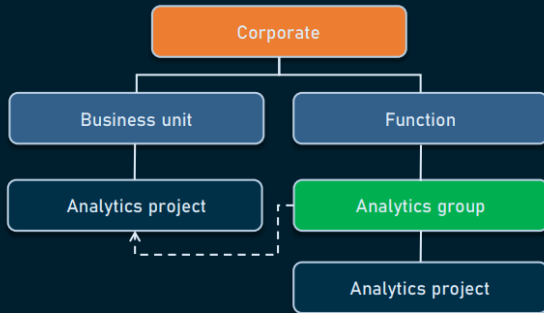 Corporate
Business unit
Function
Analytics project
Analytics group
Analytics project